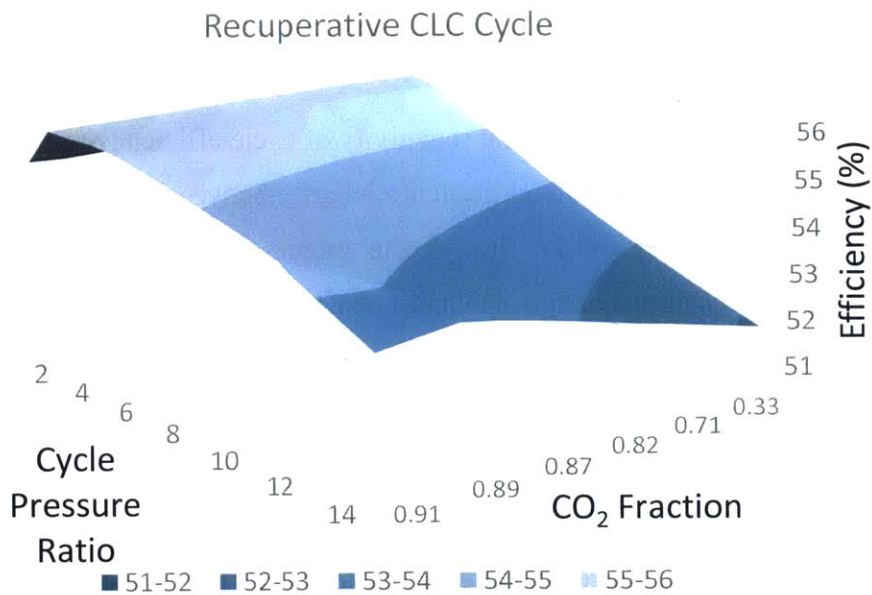 Recuperative CLC Cycle
56
55
54
53
52
51
Efficiency (%)
2
4
6
8
10
12
14
Cycle
Pressure
Ratio
0.91
0.89
0.87
0.82
0.71
0.33
CO₂ Fraction
51-52 52-53 53-54 54-55 55-56